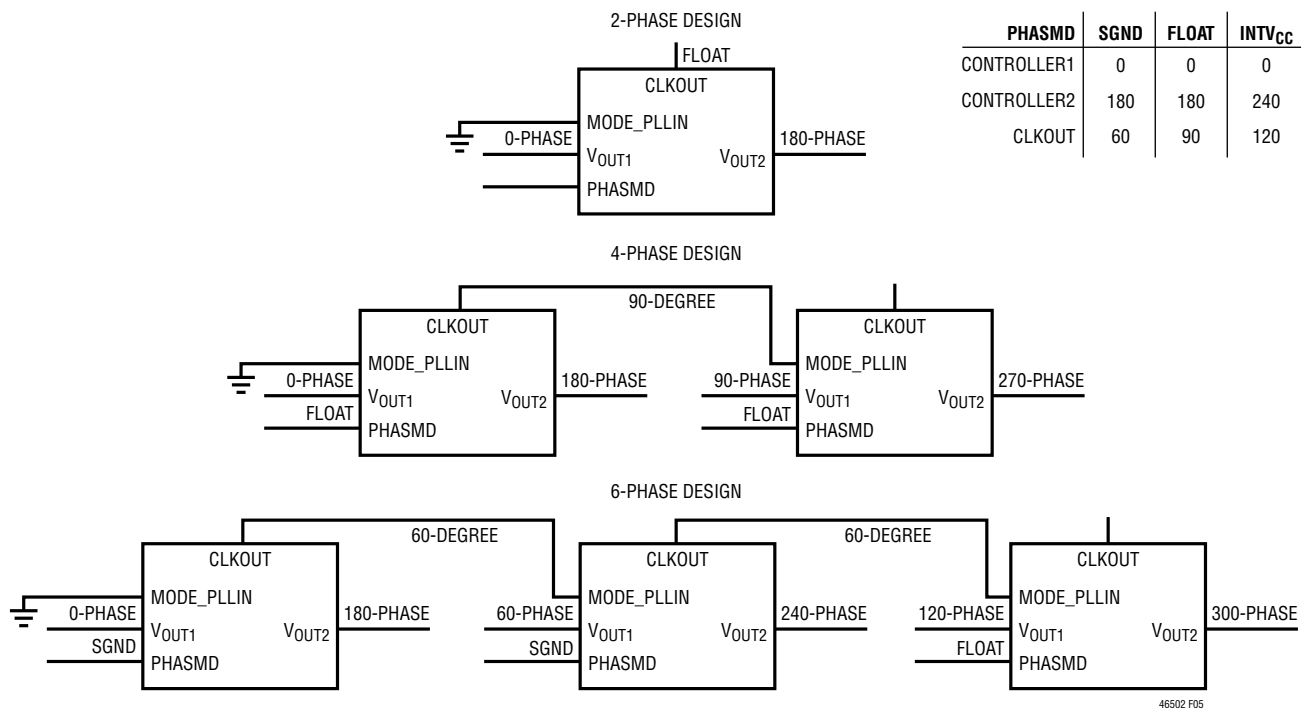 2-PHASE DESIGN
FLOAT
CLKOUT
MODE_PLLIN
0-PHASE
VOUT1
VOUT2
180-PHASE
PHASMD
PHASMD SGND FLOAT INTVCC
CONTROLLER1 0 0 0
CONTROLLER2 180 180 240
CLKOUT 60 90 120
4-PHASE DESIGN
90-DEGREE
CLKOUT
MODE_PLLIN
0-PHASE
VOUT1
VOUT2
180-PHASE
FLOAT
PHASMD
CLKOUT
MODE_PLLIN
90-PHASE
VOUT1
VOUT2
270-PHASE
FLOAT
PHASMD
6-PHASE DESIGN
60-DEGREE
60-DEGREE
CLKOUT
MODE_PLLIN
0-PHASE
VOUT1
VOUT2
180-PHASE
SGND
PHASMD
CLKOUT
MODE_PLLIN
60-PHASE
VOUT1
VOUT2
240-PHASE
SGND
PHASMD
CLKOUT
MODE_PLLIN
120-PHASE
VOUT1
VOUT2
300-PHASE
FLOAT
PHASMD
46502 F05